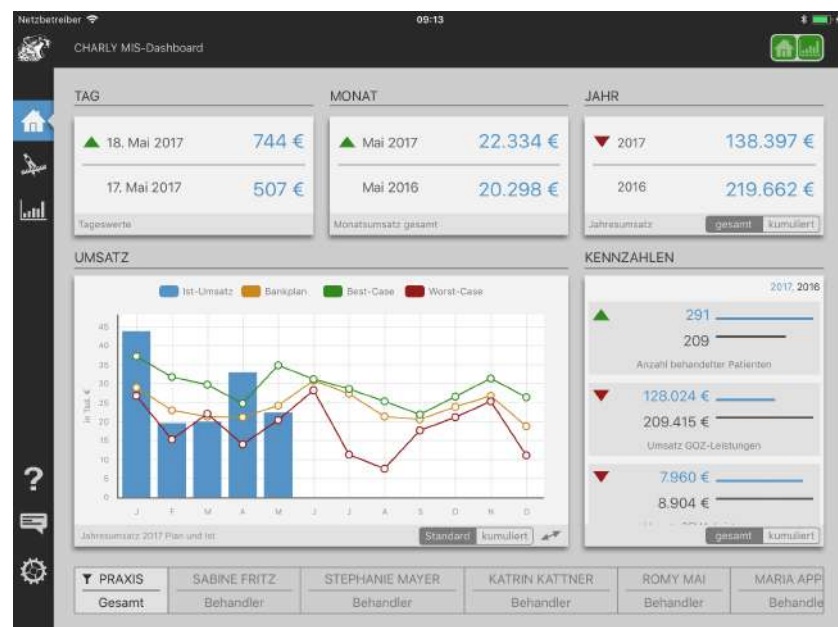 Netzbetreiber 09:13
CHARLY MIS-Dashboard
TAG
18. Mai 2017 744 €
17. Mai 2017 507 €
Tageswerte
MONAT
Mai 2017 22.334 €
Mai 2016 20.298 €
Monatsumsatz gesamt
JAHR
2017 138.397 €
2016 219.662 €
Jahresumsatz gesamt kumuliert
UMSATZ
Ist-Umsatz Bankplan Best-Case Worst-Case
in Tsd. €
45
40
35
30
25
20
15
10
5
0
J F M A M J J A S O N D
Jahresumsatz 2017 Plan und Ist Standard kumuliert
KENNZAHLEN
2017, 2016
291
209
Anzahl behandelter Patienten
128.024 €
209.415 €
Umsatz GOZ-Leistungen
7.960 €
8.904 €
gesamt kumuliert
PRAXIS
Gesamt
SABINE FRITZ
Behandler
STEPHANIE MAYER
Behandler
KATRIN KATTNER
Behandler
ROMY MAI
Behandler
MARIA APP
Behandle